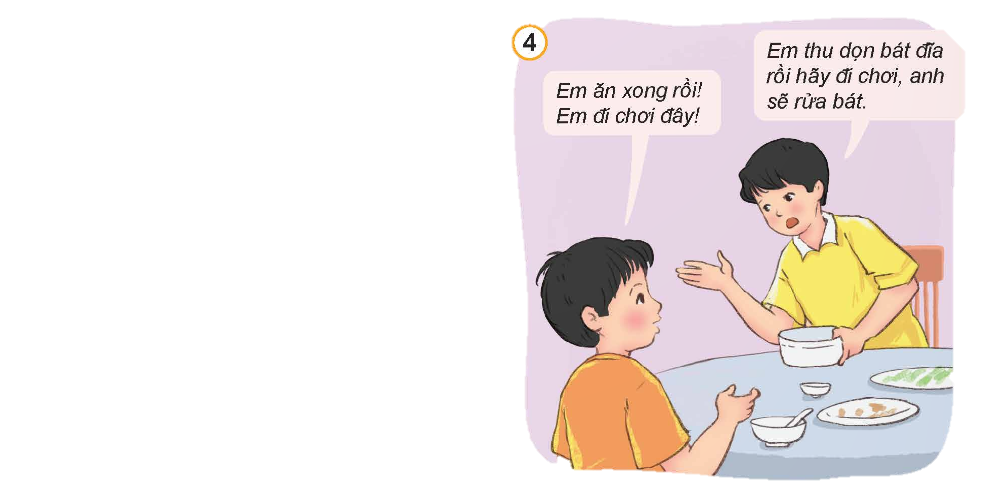 4
Em ăn xong rồi!
Em đi chơi đây!
Em thu dọn bát đĩa
rồi hãy đi chơi, anh
sẽ rửa bát.